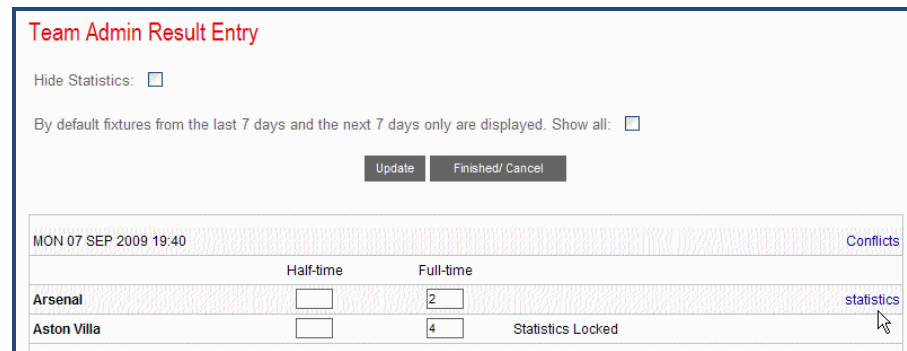 Team Admin Result Entry
Hide Statistics:
By default fixtures from the last 7 days and the next 7 days only are displayed. Show all:
Update Finished/ Cancel
MON 07 SEP 2009 19:40 Conflicts
Half-time Full-time
Arsenal 2 statistics
Aston Villa 4 Statistics Locked